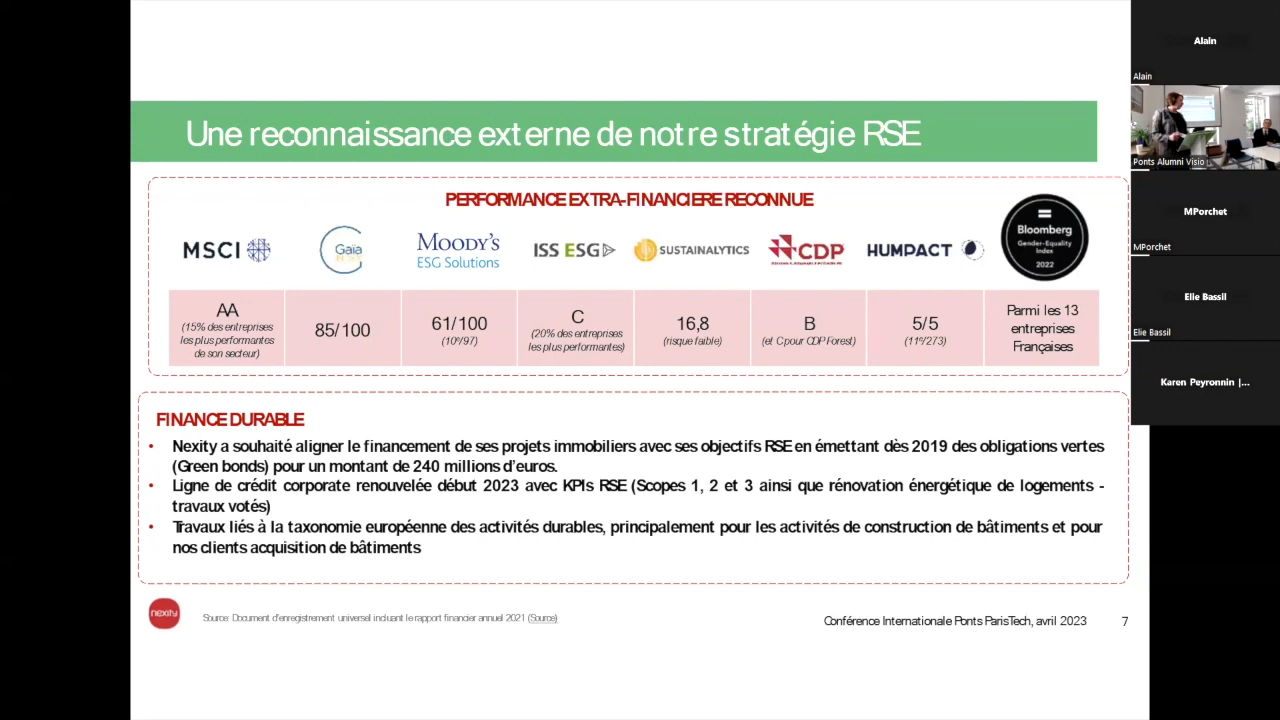 Une reconnaissance externe de notre stratégie RSE
PERFORMANCE EXTRA-FINANCIERE RECONNUE
MSCI
Gaïa
MOODY'S
ESG Solutions
ISS ESG
SUSTAINALYTICS
CDP
HUMPACT
Bloomberg
Gender-Equality
Index
2022
AA
(15% des entreprises
les plus performantes
de son secteur)
85/100
61/100
(10e/97)
C
(20% des entreprises
les plus performantes)
16,8
(risque faible)
B
(et C pour CDP Forest)
5/5
(11e/273)
Parmi les 13
entreprises
Françaises
FINANCE DURABLE
• Nexity a souhaité aligner le financement de ses projets immobiliers avec ses objectifs RSE en émettant dès 2019 des obligations vertes
(Green bonds) pour un montant de 240 millions d'euros.
• Ligne de crédit corporate renouvelée début 2023 avec KPIs RSE (Scopes 1, 2 et 3 ainsi que rénovation énergétique de logements -
travaux votés)
• Travaux liés à la taxonomie européenne des activités durables, principalement pour les activités de construction de bâtiments et pour
nos clients acquisition de bâtiments
nexity
Source: Document d'enregistrement universel incluant le rapport financier annuel 2021 (Source)
Conférence Internationale Ponts ParisTech, avril 2023
7
Alain
Alain
Ponts Alumni Visio
MPorchet
MPorchet
Elie Bassil
Elie Bassil
Karen Peyronnin |...